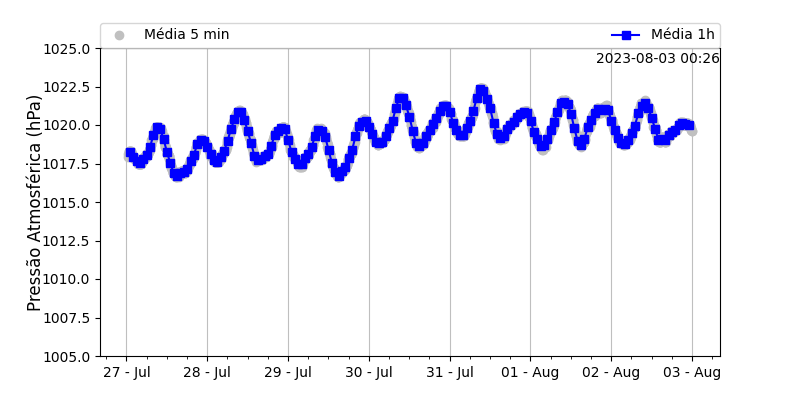 Média 5 min
Média 1h
2023-08-03 00:26
Pressão Atmosférica (hPa)
1025.0
1022.5
1020.0
1017.5
1015.0
1012.5
1010.0
1007.5
1005.0
27 - Jul
28 - Jul
29 - Jul
30 - Jul
31 - Jul
01 - Aug
02 - Aug
03 - Aug